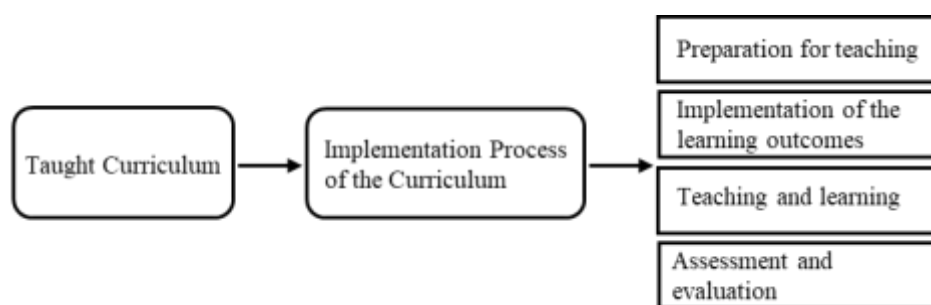 Taught Curriculum
Implementation Process
of the Curriculum
Preparation for teaching
Implementation of the
learning outcomes
Teaching and learning
Assessment and
evaluation